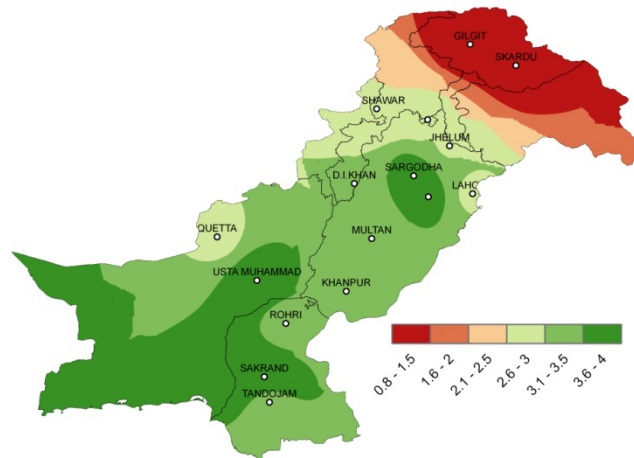 GILGIT
SKARDU
SHAWAR
JHELUM
SARGODHA
D.I.KHAN
LAHO
MULTAN
QUETTA
USTA MUHAMMAD
KHANPUR
ROHRI
SAKRAND
TANDOJAM
0.8 - 1.5
1.6 - 2
2.1 - 2.5
2.6 - 3
3.1 - 3.5
3.6 - 4